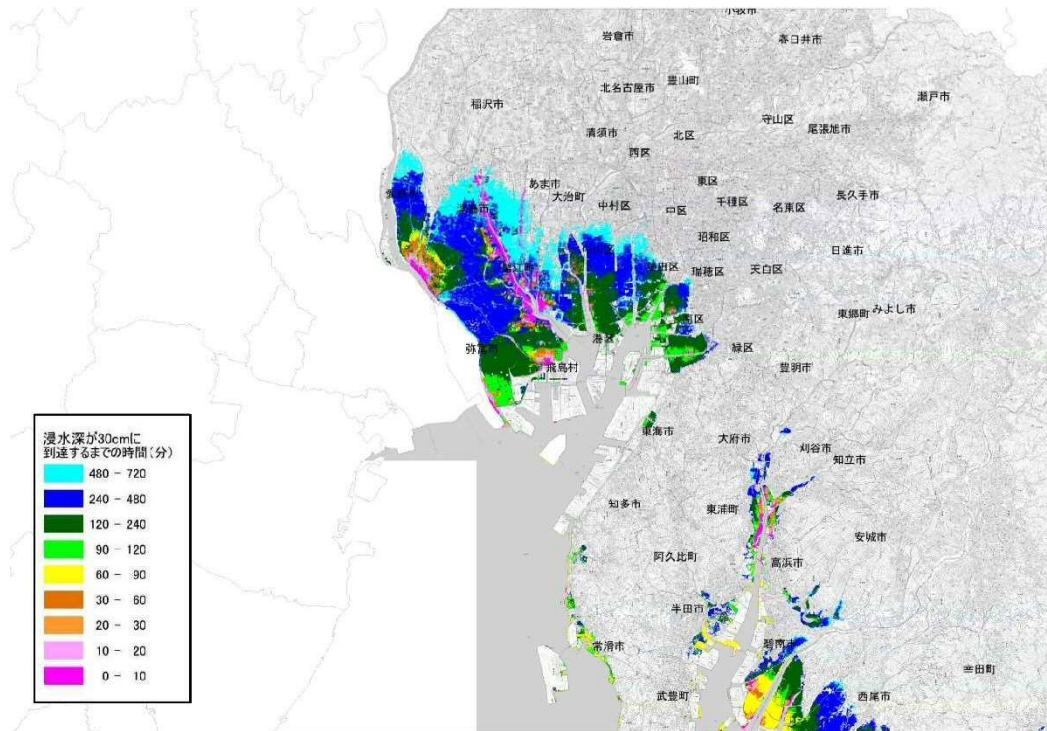 小牧市
岩倉市
春日井市
豊山町
北名古屋市
瀬戸市
稲沢市
守山区
尾張旭市
清須市
北区
西区
東区
あま市
大治町
中村区
中区
千種区
名東区
長久手市
昭和区
日進市
瑞穂区
天白区
東郷町
みよし市
港区
緑区
弥富市
飛島村
豊明市
東海市
大府市
刈谷市
知立市
知多市
東浦町
安城市
阿久比町
高浜市
半田市
常滑市
碧南市
幸田町
武豊町
西尾市
浸水深が30cmに
到達するまでの時間(分)
480 - 720
240 - 480
120 - 240
90 - 120
60 - 90
30 - 60
20 - 30
10 - 20
0 - 10